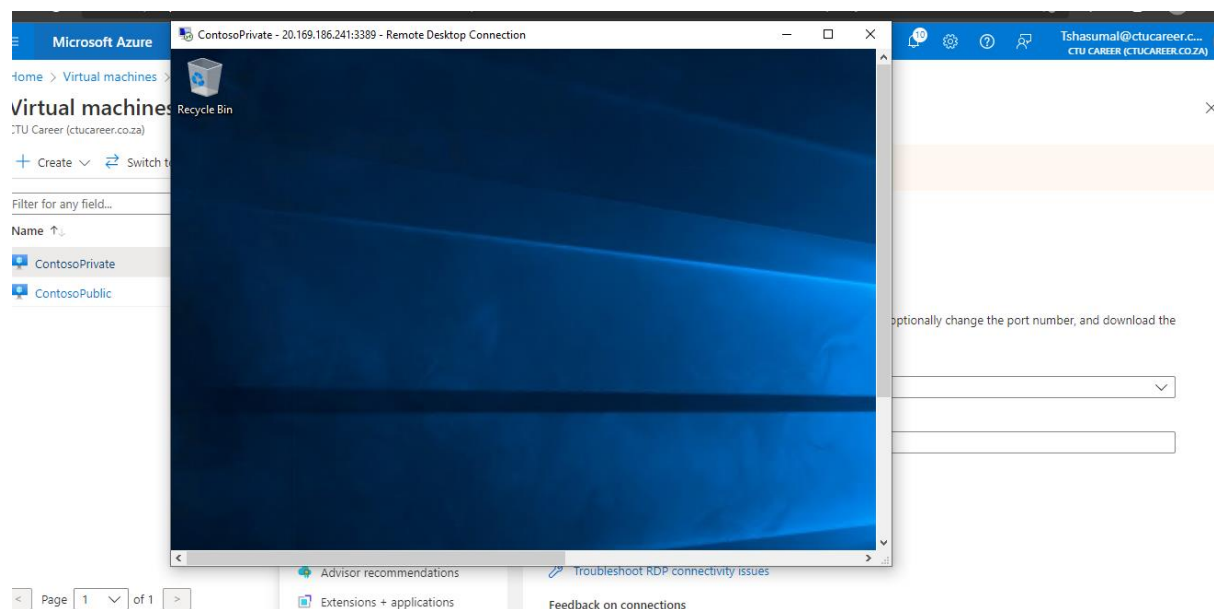 ContosoPrivate - 20.169.186.241:3389 - Remote Desktop Connection
Microsoft Azure
10
Tshasumal@ctucareer.c...
CTU CAREER (CTUCAREER.CO.ZA)
Home > Virtual machines >
Virtual machines
CTU Career (ctucareer.co.za)
Recycle Bin
+ Create Switch to
Filter for any field...
Name ↑↓
ContosoPrivate
ContosoPublic
optionally change the port number, and download the
Advisor recommendations
Troubleshoot RDP connectivity issues
< Page 1 of 1 >
Extensions + applications
Feedback on connections